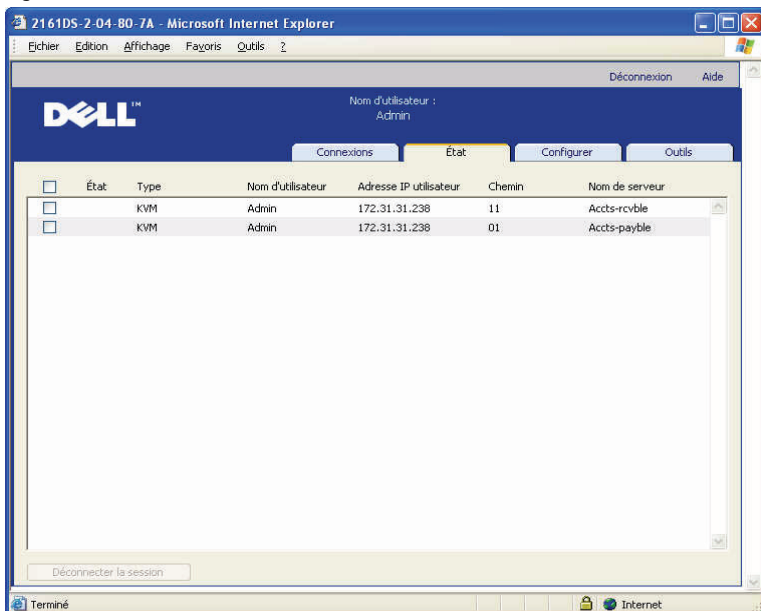 2161DS-2-04-80-7A - Microsoft Internet Explorer
Fichier Edition Affichage Favoris Outils ?
Déconnexion Aide
DELL™
Nom d'utilisateur :
Admin
Connexions État Configurer Outils
État Type Nom d'utilisateur Adresse IP utilisateur Chemin Nom de serveur
KVM Admin 172.31.31.238 11 Accts-rcvble
KVM Admin 172.31.31.238 01 Accts-payble
Déconnecter la session
Terminé Internet